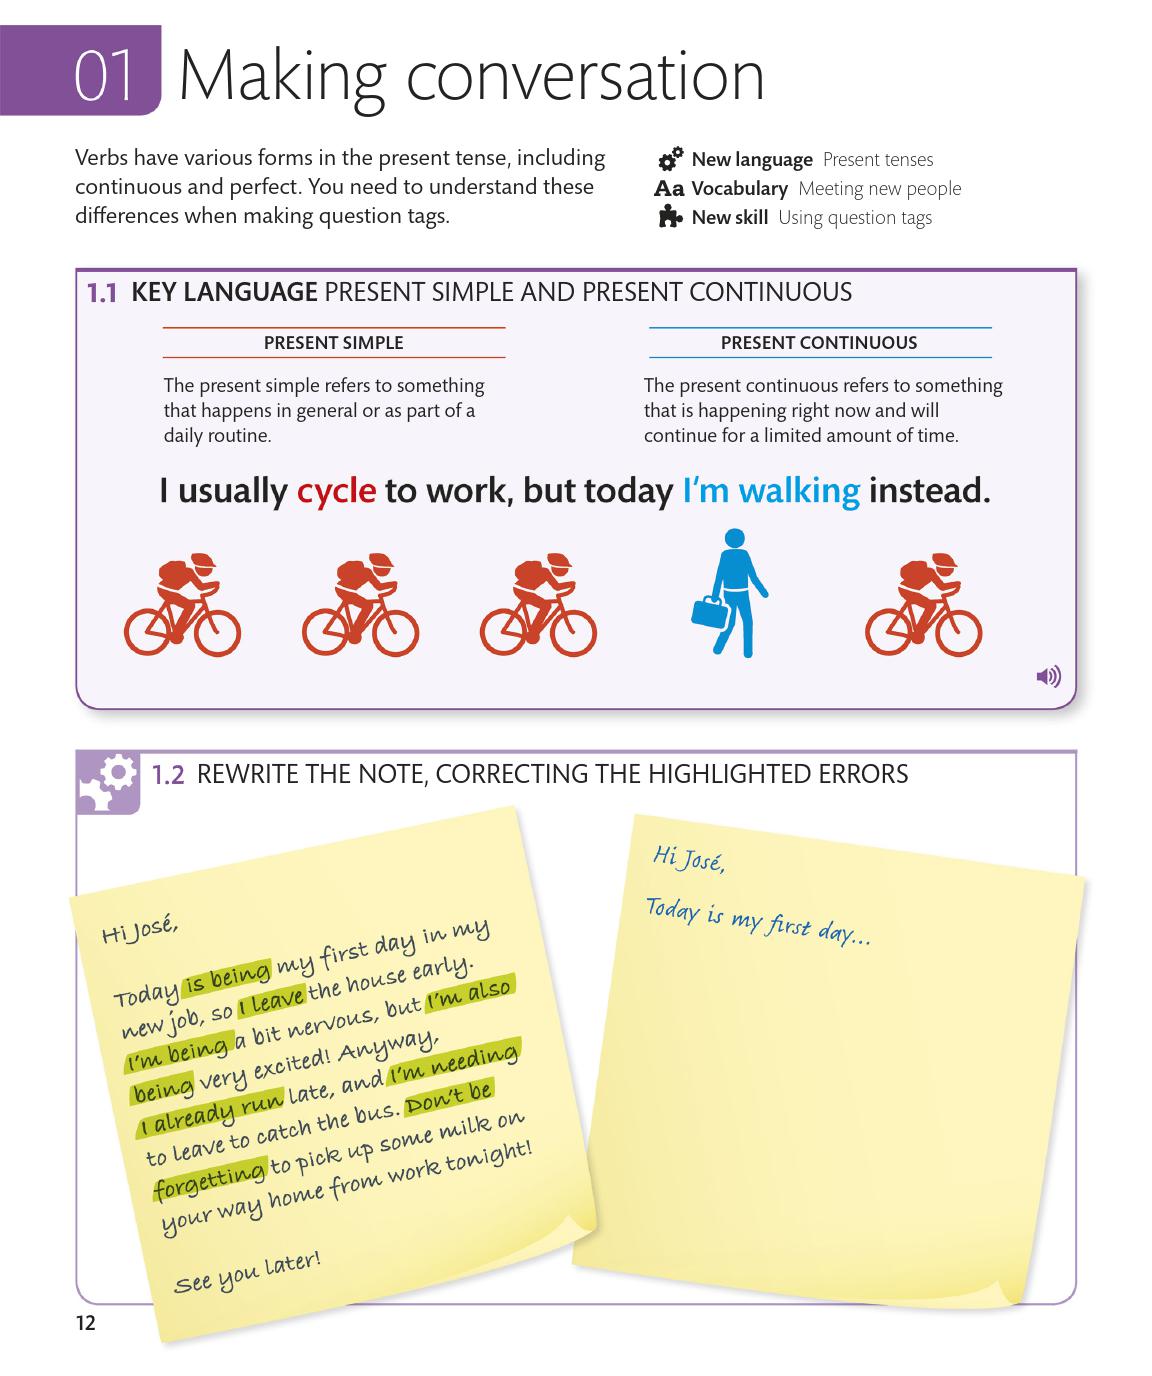 01 Making conversation
Verbs have various forms in the present tense, including
continuous and perfect. You need to understand these
differences when making question tags.
New language Present tenses
Aa Vocabulary Meeting new people
New skill Using question tags
1.1 KEY LANGUAGE PRESENT SIMPLE AND PRESENT CONTINUOUS
PRESENT SIMPLE
The present simple refers to something
that happens in general or as part of a
daily routine.
PRESENT CONTINUOUS
The present continuous refers to something
that is happening right now and will
continue for a limited amount of time.
I usually cycle to work, but today I'm walking instead.
1.2 REWRITE THE NOTE, CORRECTING THE HIGHLIGHTED ERRORS
Hi José,
Today is being my first day in my
new job, so I leave the house early.
I'm being a bit nervous, but I'm also
being very excited! Anyway,
I already run late, and I'm needing
to leave to catch the bus. Don't be
forgetting to pick up some milk on
your way home from work tonight!
See you later!
Hi José,
Today is my first day...
12